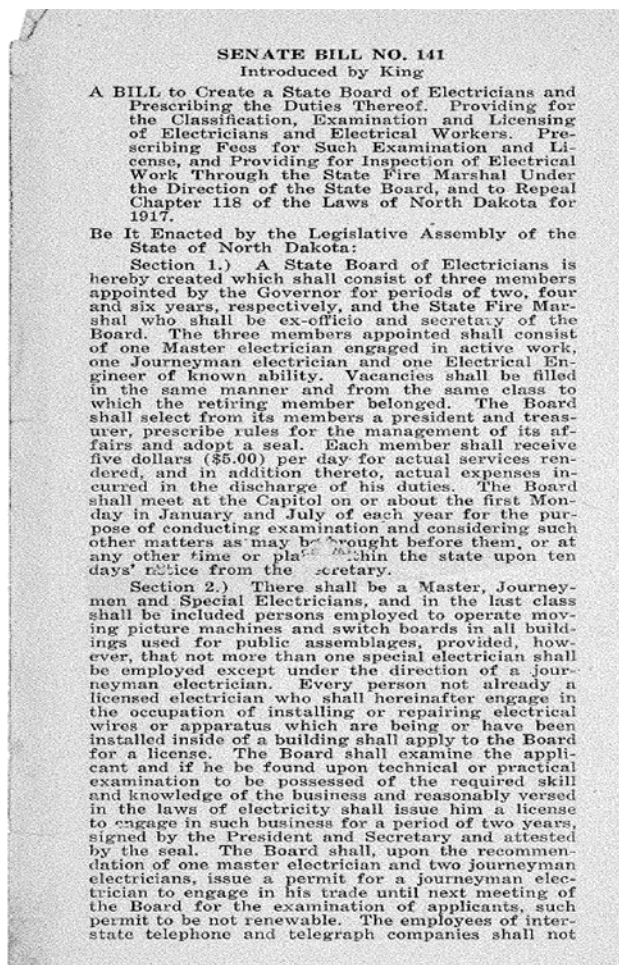 SENATE BILL NO. 141
Introduced by King
A BILL to Create a State Board of Electricians and
Prescribing the Duties Thereof. Providing for
the Classification, Examination and Licensing
of Electricians and Electrical Workers. Pre-
scribing Fees for Such Examination and Li-
cense, and Providing for Inspection of Electrical
Work Through the State Fire Marshal Under
the Direction of the State Board, and to Repeal
Chapter 118 of the Laws of North Dakota for
1917.
Be It Enacted by the Legislative Assembly of the
State of North Dakota:
Section 1.) A State Board of Electricians is
hereby created which shall consist of three members
appointed by the Governor for periods of two, four
and six years, respectively, and the State Fire Mar-
shal who shall be ex-officio and secretary of the
Board. The three members appointed shall consist
of one Master electrician engaged in active work,
one Journeyman electrician and one Electrical En-
gineer of known ability. Vacancies shall be filled
in the same manner and from the same class to
which the retiring member belonged. The Board
shall select from its members a president and treas-
urer, prescribe rules for the management of its af-
fairs and adopt a seal. Each member shall receive
five dollars ($5.00) per day for actual services ren-
dered, and in addition thereto, actual expenses in-
curred in the discharge of his duties. The Board
shall meet at the Capitol on or about the first Mon-
day in January and July of each year for the pur-
pose of conducting examination and considering such
other matters as may be brought before them, or at
any other time or place within the state upon ten
days' notice from the secretary.
Section 2.) There shall be a Master, Journey-
men and Special Electricians, and in the last class
shall be included persons employed to operate mov-
ing picture machines and switch boards in all build-
ings used for public assemblages, provided, how-
ever, that not more than one special electrician shall
be employed except under the direction of a jour-
neyman electrician. Every person not already a
licensed electrician who shall hereinafter engage in
the occupation of installing or repairing electrical
wires or apparatus which are being or have been
installed inside of a building shall apply to the Board
for a license. The Board shall examine the appli-
cant and if he be found upon technical or practical
examination to be possessed of the required skill
and knowledge of the business and reasonably versed
in the laws of electricity shall issue him a license
to engage in such business for a period of two years,
signed by the President and Secretary and attested
by the seal. The Board shall, upon the recommen-
dation of one master electrician and two journeyman
electricians, issue a permit for a journeyman elec-
trician to engage in his trade until next meeting of
the Board for the examination of applicants, such
permit to be not renewable. The employees of inter-
state telephone and telegraph companies shall not